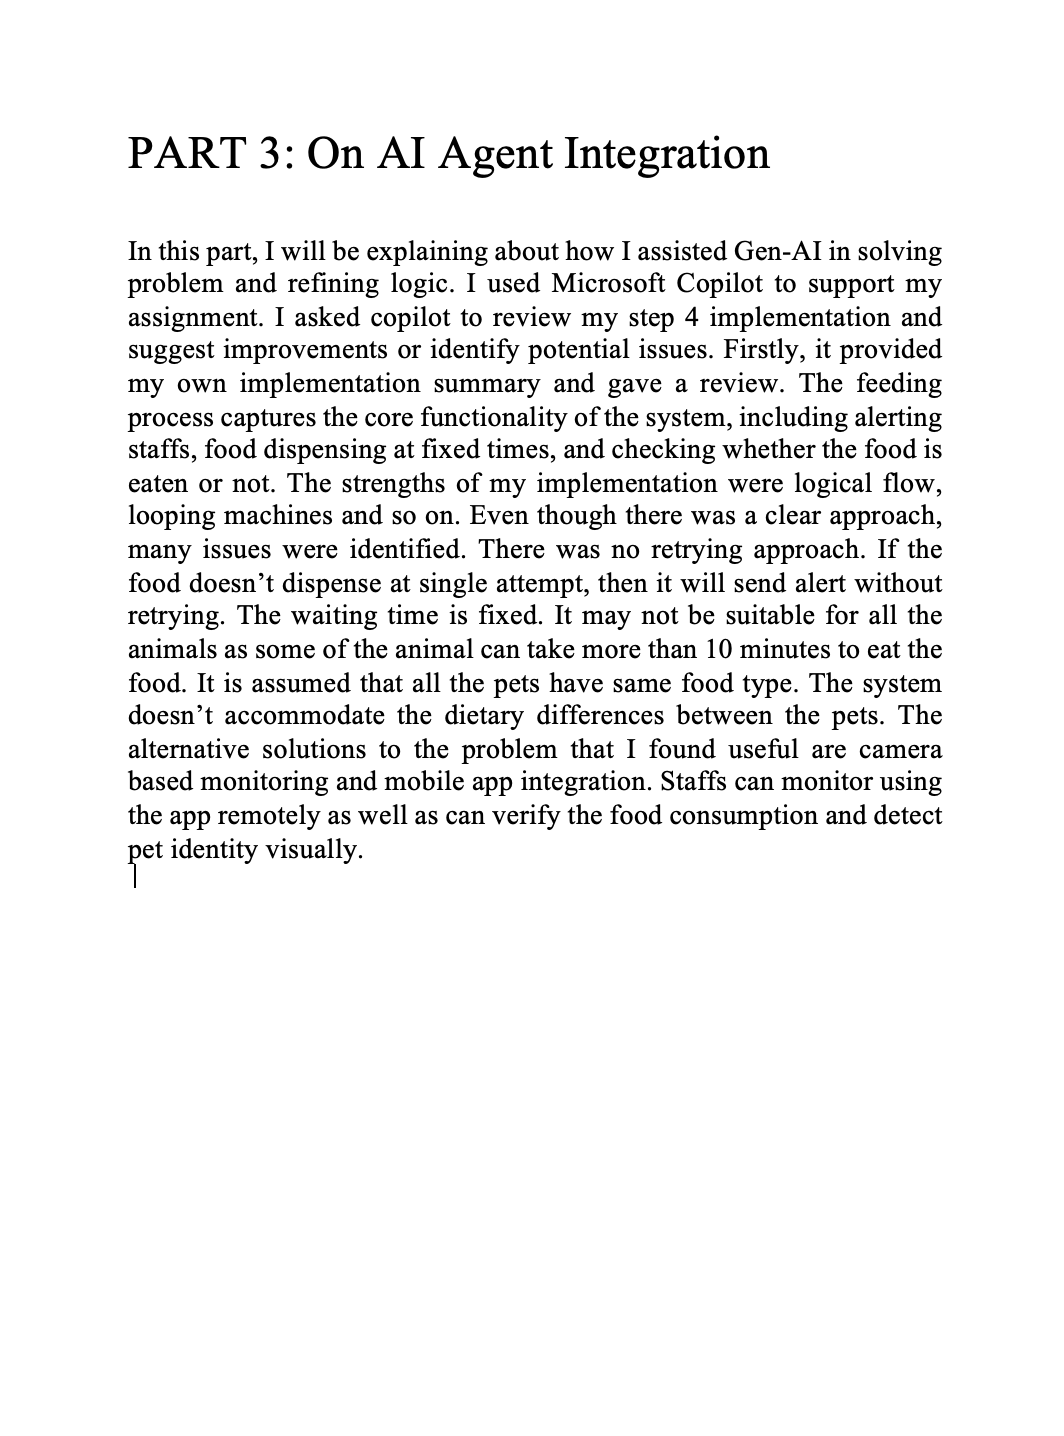 PART 3: On AI Agent Integration
In this part, I will be explaining about how I assisted Gen-AI in solving
problem and refining logic. I used Microsoft Copilot to support my
assignment. I asked copilot to review my step 4 implementation and
suggest improvements or identify potential issues. Firstly, it provided
my own implementation summary and gave a review. The feeding
process captures the core functionality of the system, including alerting
staffs, food dispensing at fixed times, and checking whether the food is
eaten or not. The strengths of my implementation were logical flow,
looping machines and so on. Even though there was a clear approach,
many issues were identified. There was no retrying approach. If the
food doesn’t dispense at single attempt, then it will send alert without
retrying. The waiting time is fixed. It may not be suitable for all the
animals as some of the animal can take more than 10 minutes to eat the
food. It is assumed that all the pets have same food type. The system
doesn’t accommodate the dietary differences between the pets. The
alternative solutions to the problem that I found useful are camera
based monitoring and mobile app integration. Staffs can monitor using
the app remotely as well as can verify the food consumption and detect
pet identity visually.